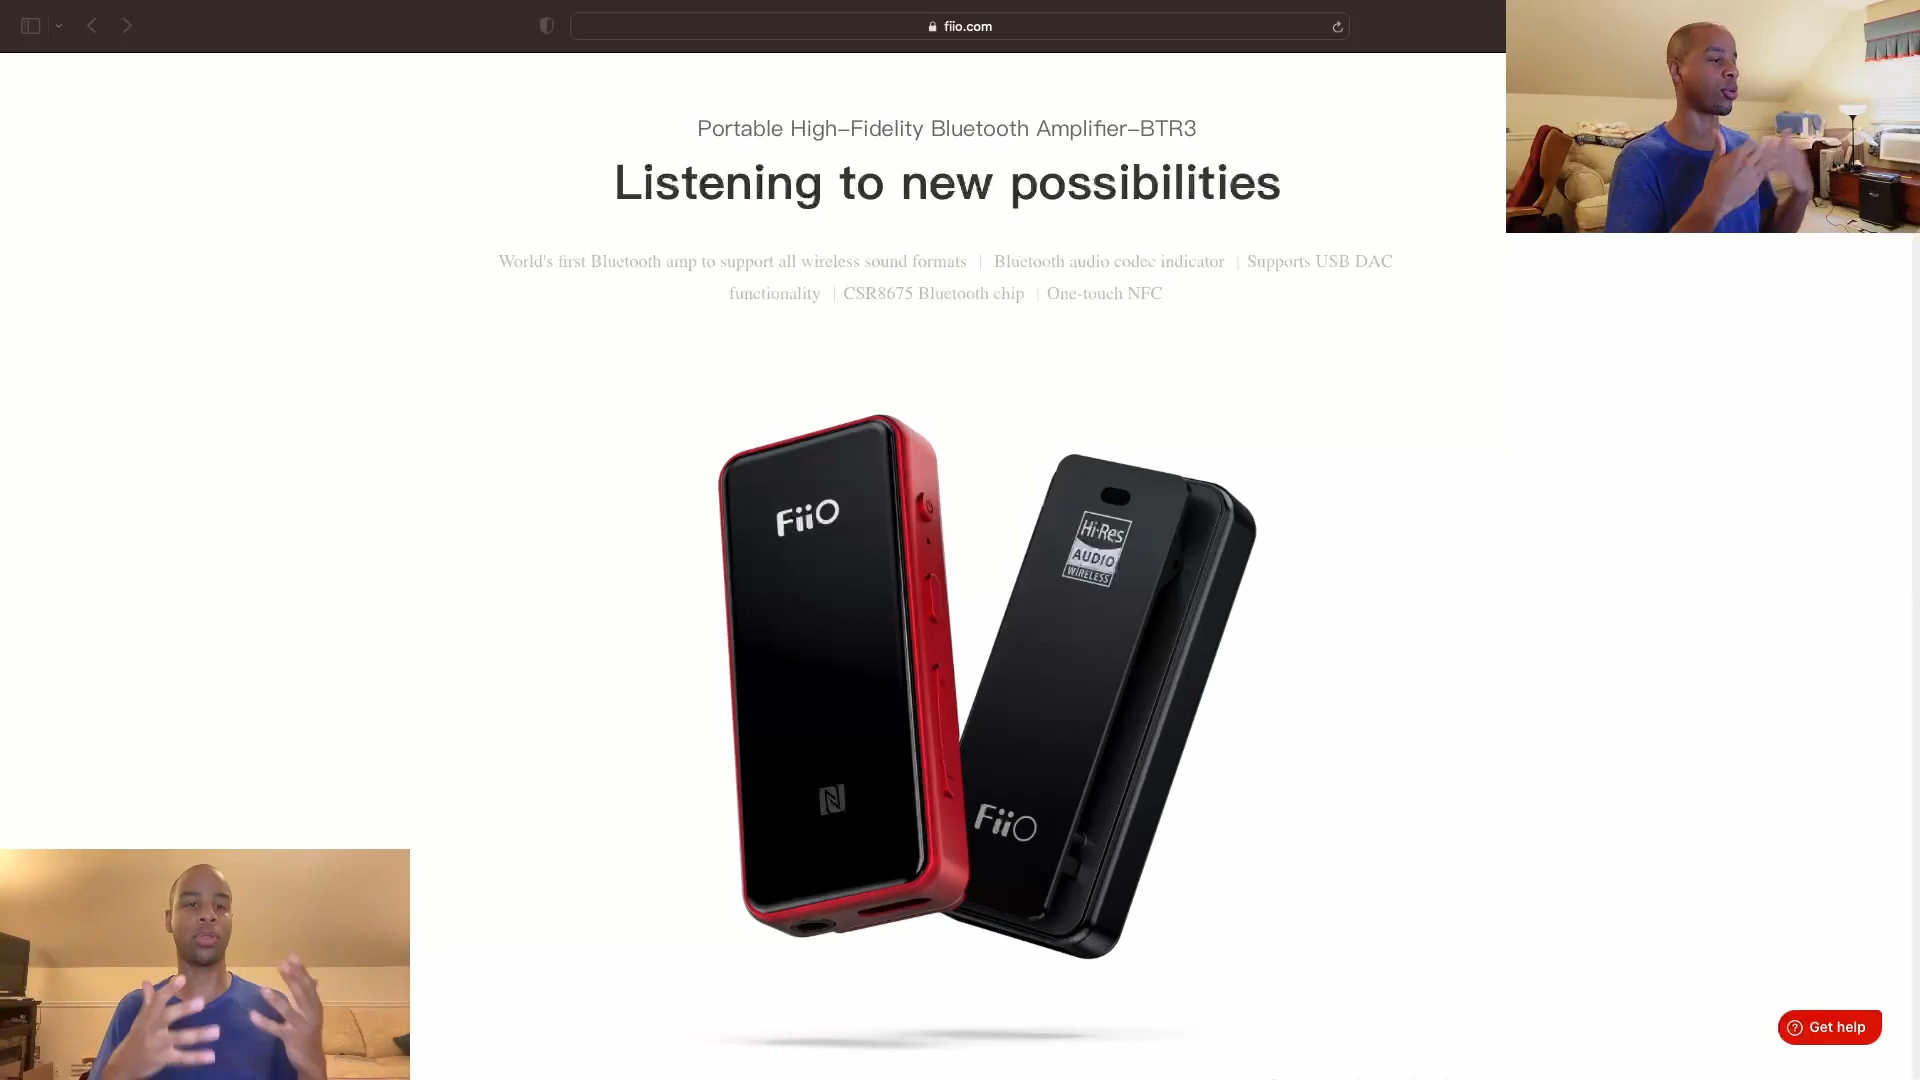 fiio.com
Portable High–Fidelity Bluetooth Amplifier–BTR3
Listening to new possibilities
World's first Bluetooth amp to support all wireless sound formats | Bluetooth audio codec indicator | Supports USB DAC
functionality | CSR8675 Bluetooth chip | One-touch NFC
FiiO
Hi-Res
AUDIO
WIRELESS
FiiO
Get help